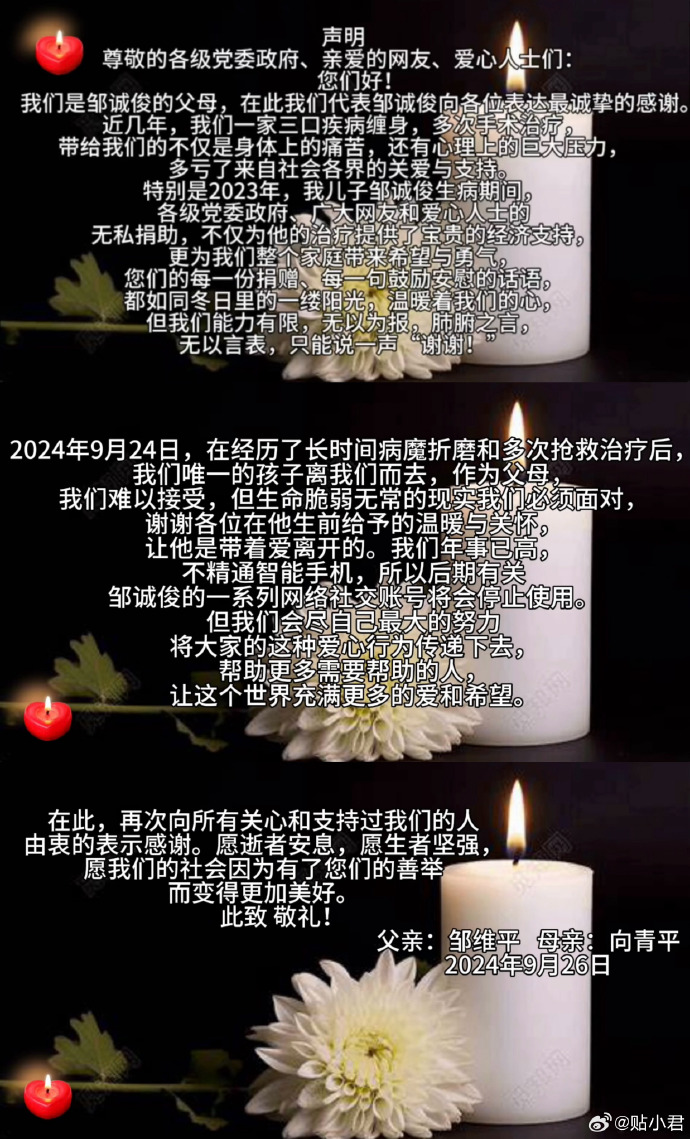 声明
尊敬的各级党委政府、亲爱的网友、爱心人士们：
您们好！
我们是邹诚俊的父母，在此我们代表邹诚俊向各位表达最诚挚的感谢。
近几年，我们一家三口疾病缠身，多次手术治疗，
带给我们的不仅是身体上的痛苦，还有心理上的巨大压力，
多亏了来自社会各界的关爱与支持。
特别是2023年，我儿子邹诚俊生病期间，
各级党委政府、广大网友和爱心人士的
无私捐助，不仅为他的治疗提供了宝贵的经济支持，
更为我们整个家庭带来希望与勇气，
您们的每一份捐赠、每一句鼓励安慰的话语，
都如同冬日里的一缕阳光，温暖着我们的心，
但我们能力有限，无以为报，肺腑之言，
无以言表，只能说一声“谢谢！”
2024年9月24日，在经历了长时间病魔折磨和多次抢救治疗后，
我们唯一的孩子离我们而去，作为父母，
我们难以接受，但生命脆弱无常的现实我们必须面对，
谢谢各位在他生前给予的温暖与关怀，
让他是带着爱离开的。我们年事已高，
不精通智能手机，所以后期有关
邹诚俊的一系列网络社交账号将会停止使用。
但我们会尽自己最大的努力
将大家的这种爱心行为传递下去，
帮助更多需要帮助的人，
让这个世界充满更多的爱和希望。
在此，再次向所有关心和支持过我们的人
由衷的表示感谢。愿逝者安息，愿生者坚强，
愿我们的社会因为有了您们的善举
而变得更加美好。
此致 敬礼！
父亲：邹维平 母亲：向青平
2024年9月26日
@贴小君